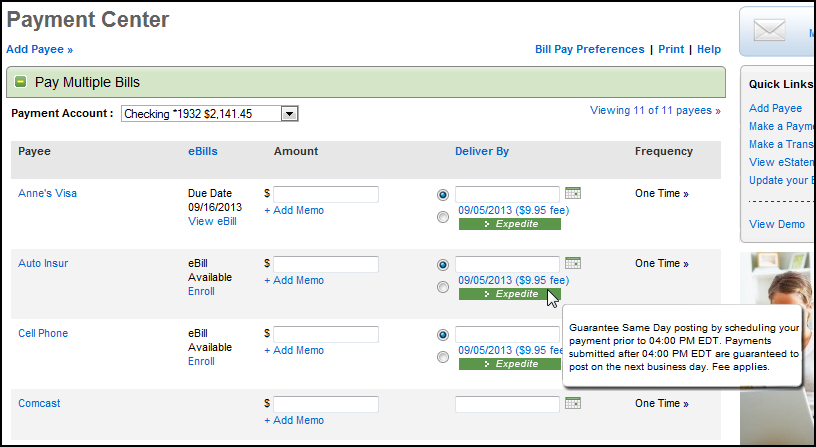 Payment Center
Add Payee »
Bill Pay Preferences | Print | Help
Pay Multiple Bills
Payment Account : Checking *1932 $2,141.45
Viewing 11 of 11 payees »
Payee eBills Amount Deliver By Frequency
Anne's Visa Due Date $ One Time »
09/16/2013 + Add Memo 09/05/2013 ($9.95 fee)
View eBill Expedite
Auto Insur eBill $ One Time »
Available + Add Memo 09/05/2013 ($9.95 fee)
Enroll Expedite
Cell Phone eBill $
Available + Add Memo 09/05/2013 ($9.95
Enroll Expedite
Guarantee Same Day posting by scheduling your
payment prior to 04:00 PM EDT. Payments
submitted after 04:00 PM EDT are guaranteed to
post on the next business day. Fee applies.
Comcast $ One Time »
+ Add Memo
M
Quick Links
Add Payee
Make a Payme
Make a Trans
View eStatem
Update your E
View Demo